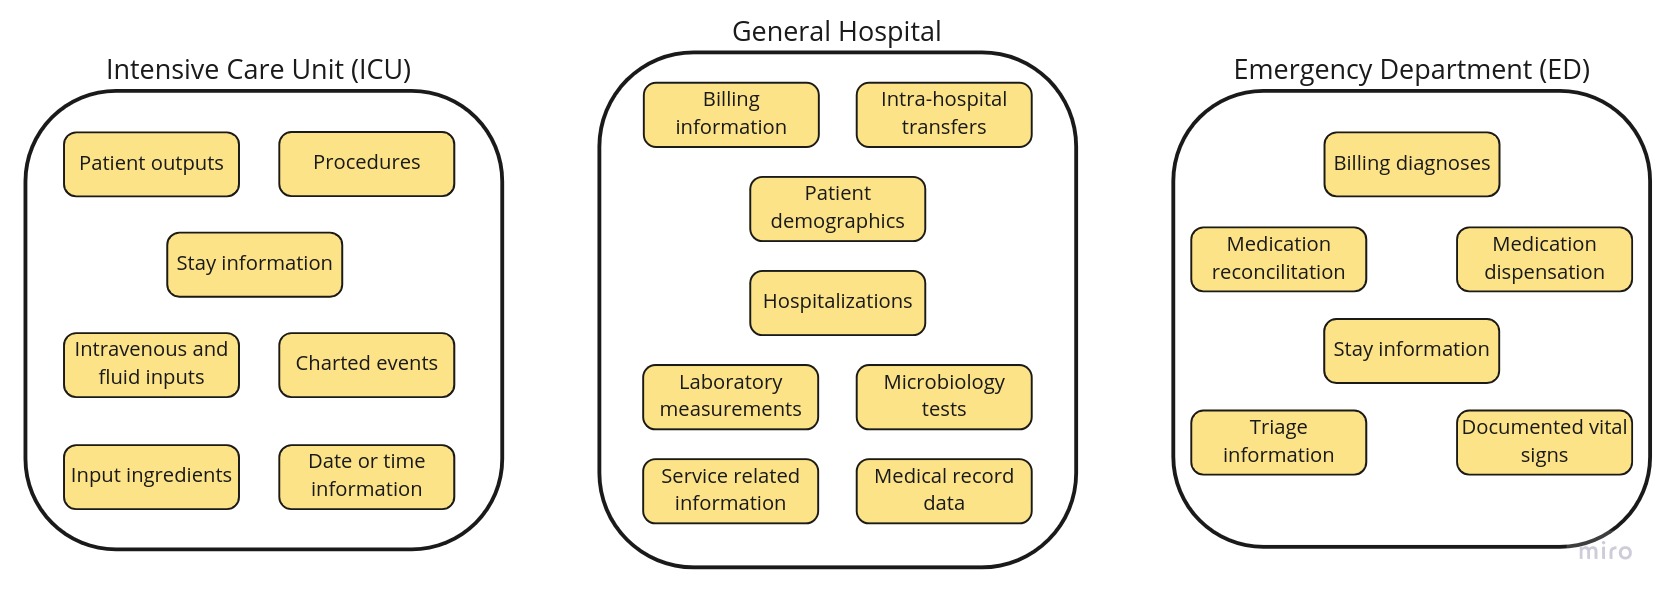 General Hospital
Intensive Care Unit (ICU)
Emergency Department (ED)
Patient outputs
Procedures
Stay information
Intravenous and
fluid inputs
Charted events
Input ingredients
Date or time
information
Billing
information
Intra-hospital
transfers
Patient
demographics
Hospitalizations
Laboratory
measurements
Microbiology
tests
Service related
information
Medical record
data
Billing diagnoses
Medication
reconcilitation
Medication
dispensation
Stay information
Triage
information
Documented vital
signs
miro